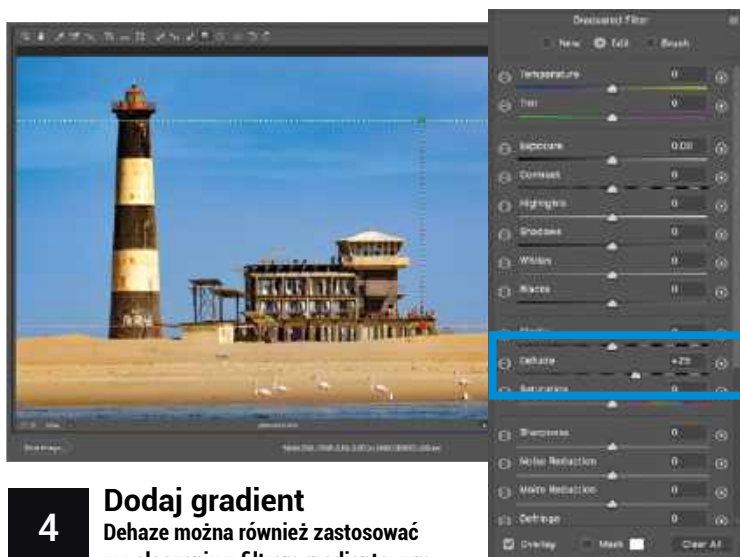 Graduated Filter
New Edit Brush
Temperature 0
Tint 0
Exposure 0.00
Contrast 0
Highlights 0
Shadows 0
Whites 0
Blacks 0
Dehaze +25
Saturation 0
Sharpness 0
Noise Reduction 0
Moire Reduction 0
Defringe 0
Overlay Mask Clear All
4
Dodaj gradient
Dehaze można również zastosować